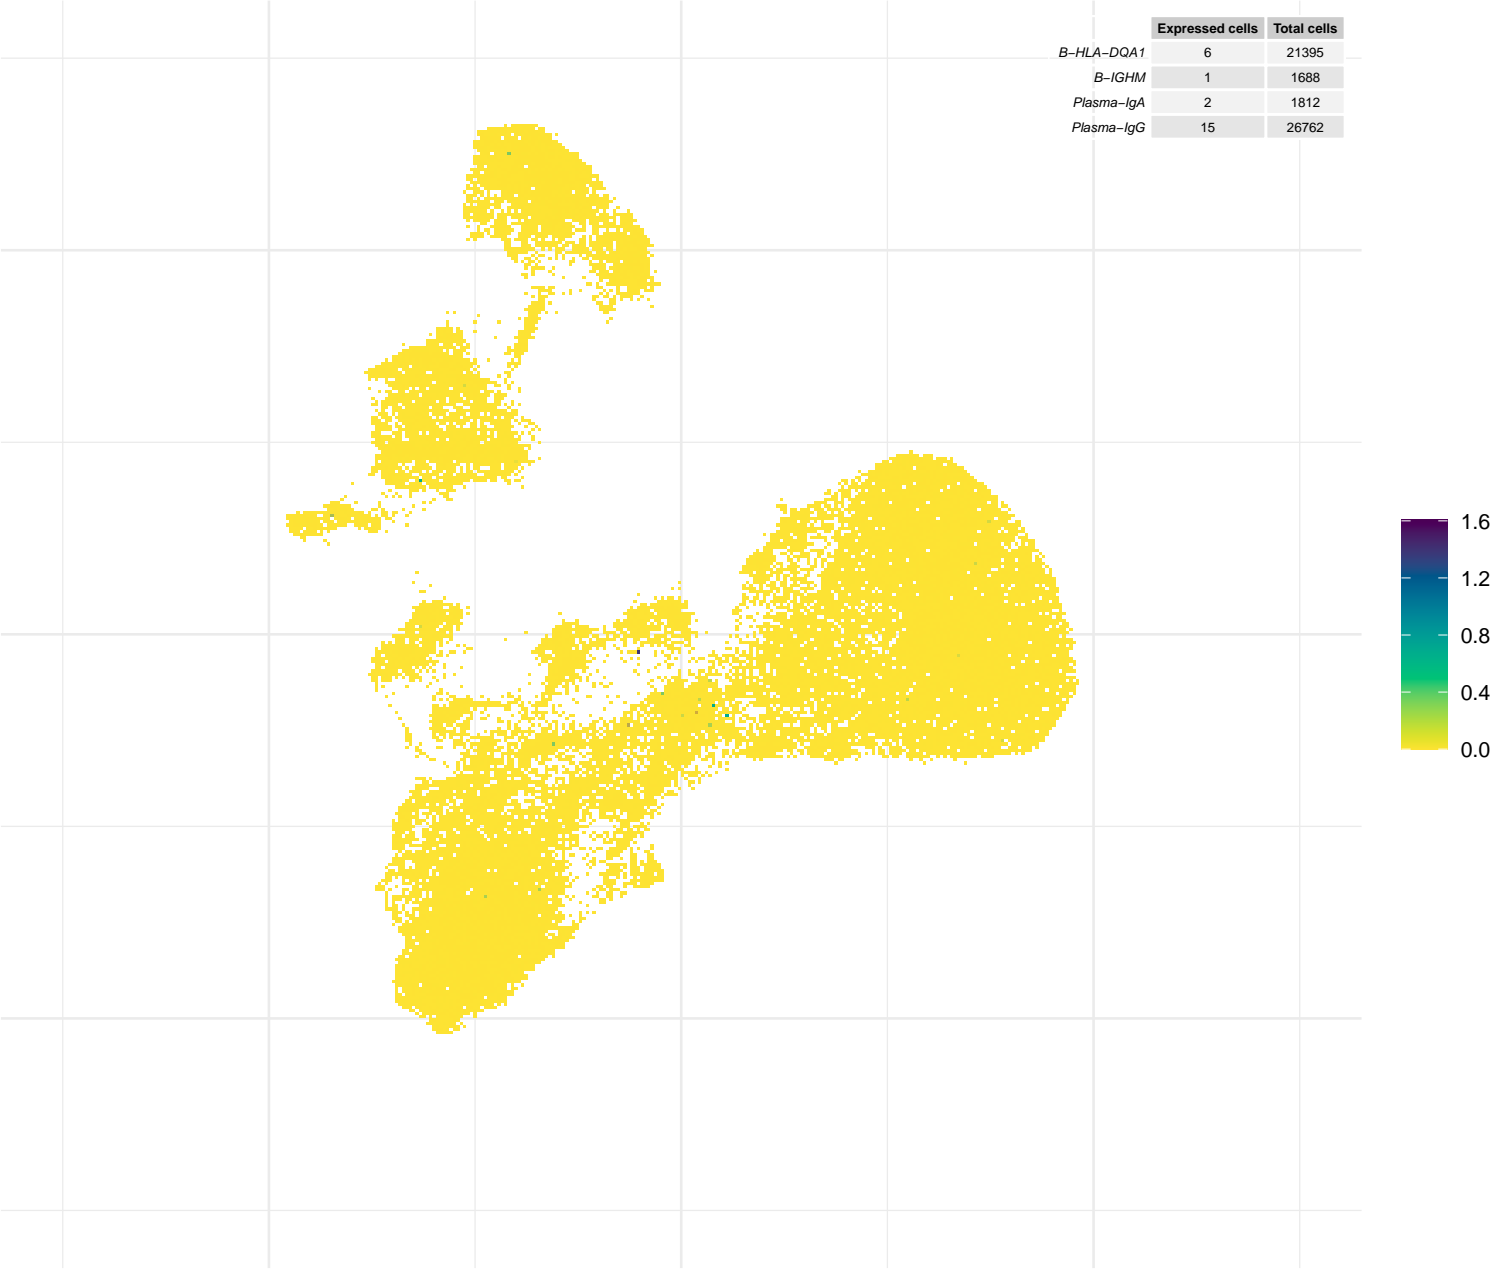 Expressed cells Total cells
B−HLA−DQA1 6 21395
B−IGHM 1 1688
Plasma−IgA 2 1812
Plasma−IgG 15 26762
1.6
1.2
0.8
0.4
0.0